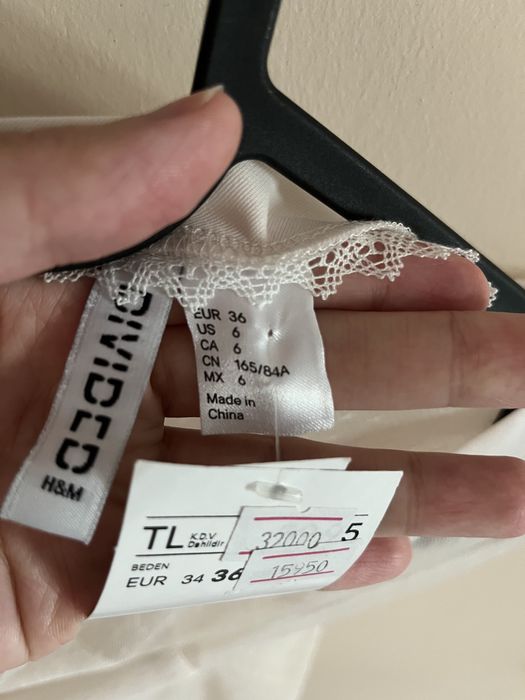 DIVIDED
H&M
EUR 36
US 6
CA 6
CN 165/84A
MX 6
Made in
China
TL K.D.V
Dahildir
32000 5
15950
BEDEN
EUR 34 36